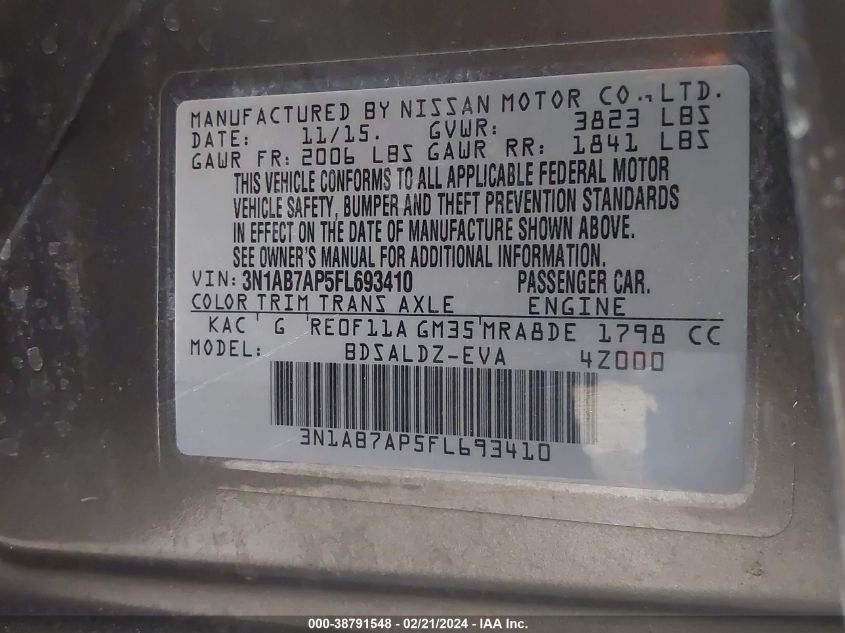 MANUFACTURED BY NISSAN MOTOR CO., LTD.
DATE: 11/15. GVWR: 3823 LBS
GAWR FR: 2006 LBS GAWR RR: 1841 LBS
THIS VEHICLE CONFORMS TO ALL APPLICABLE FEDERAL MOTOR
VEHICLE SAFETY, BUMPER AND THEFT PREVENTION STANDARDS
IN EFFECT ON THE DATE OF MANUFACTURE SHOWN ABOVE.
SEE OWNER'S MANUAL FOR ADDITIONAL INFORMATION.
VIN: 3N1AB7AP5FL693410 PASSENGER CAR.
COLOR TRIM TRANS AXLE ENGINE
KAC G RE0F11A GM35 MRA8DE 1798 CC
MODEL: BDSALDZ-EVA 4Z000
3N1AB7AP5FL693410
000-38791548 - 02/21/2024 - IAA Inc.